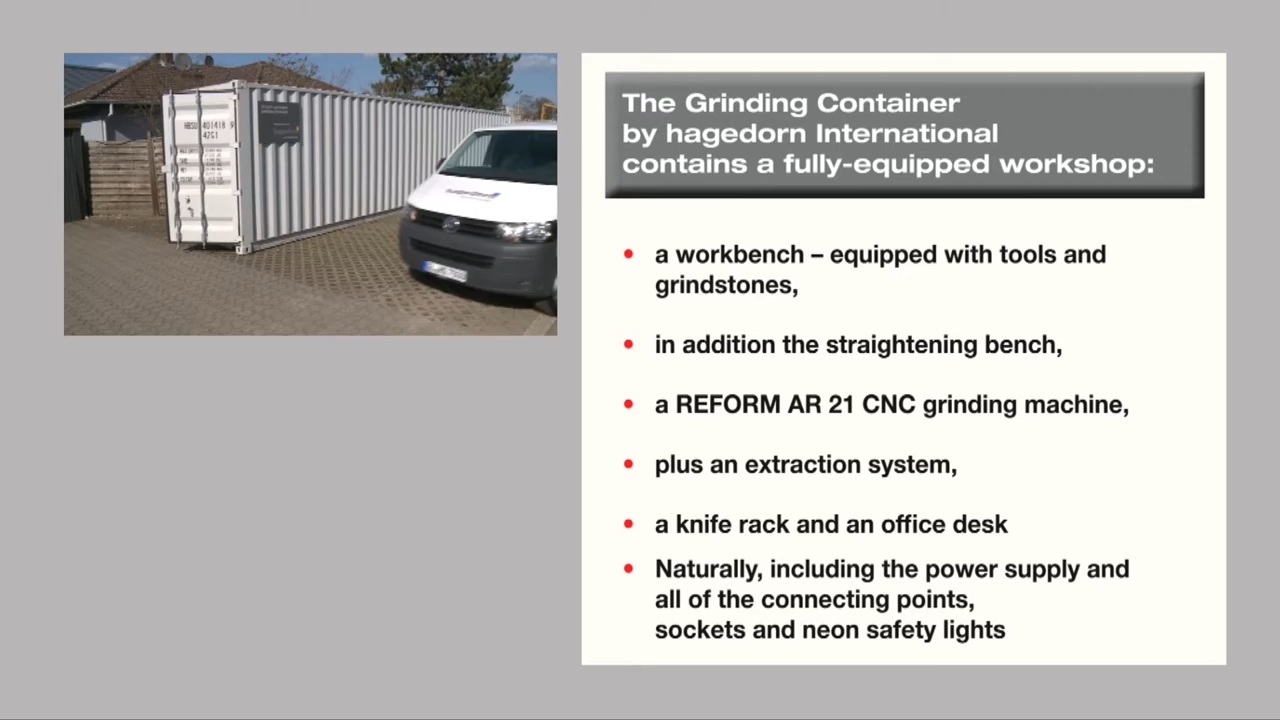 The Grinding Container
by hagedorn International
contains a fully-equipped workshop:
• a workbench – equipped with tools and
grindstones,
• in addition the straightening bench,
• a REFORM AR 21 CNC grinding machine,
• plus an extraction system,
• a knife rack and an office desk
• Naturally, including the power supply and
all of the connecting points,
sockets and neon safety lights